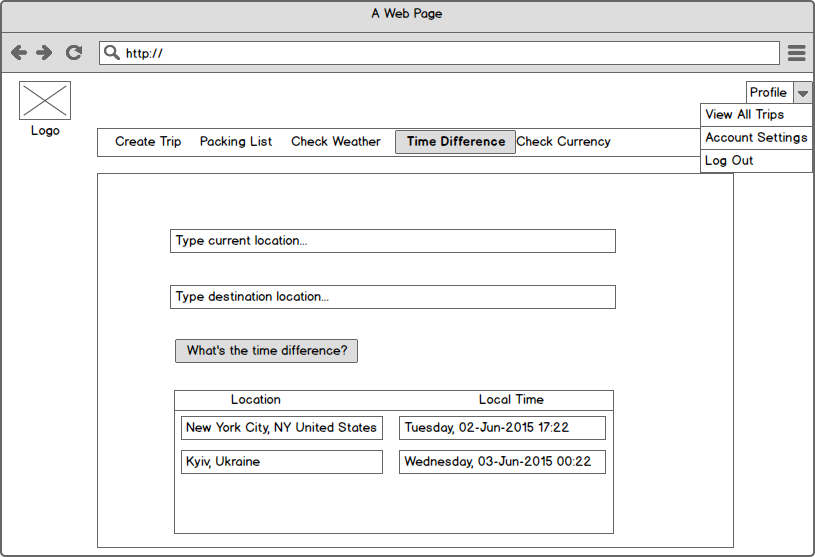 A Web Page
http://
Profile
Logo
View All Trips
Account Settings
Log Out
Create Trip Packing List Check Weather Time Difference Check Currency
Type current location...
Type destination location...
What's the time difference?
Location Local Time
New York City, NY United States Tuesday, 02-Jun-2015 17:22
Kyiv, Ukraine Wednesday, 03-Jun-2015 00:22